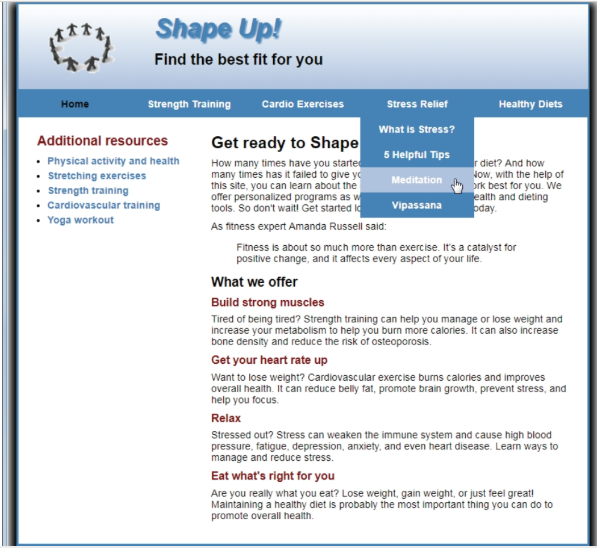 Shape Up!
Find the best fit for you
Home Strength Training Cardio Exercises Stress Relief Healthy Diets
What is Stress?
5 Helpful Tips
Meditation
Vipassana
Additional resources
Physical activity and health
Stretching exercises
Strength training
Cardiovascular training
Yoga workout
Get ready to Shape
How many times have you started diet? And how
many times has it failed to give Now, with the help of
this site, you can learn about the best for you. We
offer personalized programs as and dieting
tools. So don't wait! Get started
As fitness expert Amanda Russell said:
Fitness is about so much more than exercise. It's a catalyst for
positive change, and it affects every aspect of your life.
What we offer
Build strong muscles
Tired of being tired? Strength training can help you manage or lose weight and
increase your metabolism to help you burn more calories. It can also increase
bone density and reduce the risk of osteoporosis.
Get your heart rate up
Want to lose weight? Cardiovascular exercise burns calories and improves
overall health. It can reduce belly fat, promote brain growth, prevent stress, and
help you focus.
Relax
Stressed out? Stress can weaken the immune system and cause high blood
pressure, fatigue, depression, anxiety, and even heart disease. Learn ways to
manage and reduce stress.
Eat what's right for you
Are you really what you eat? Lose weight, gain weight, or just feel great!
Maintaining a healthy diet is probably the most important thing you can do to
promote overall health.